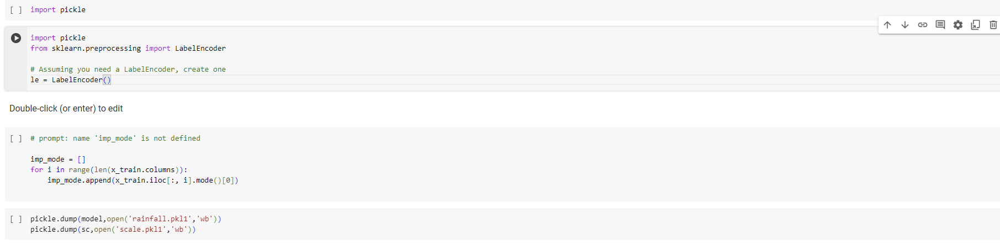 [ ] import pickle
import pickle
from sklearn.preprocessing import LabelEncoder
# Assuming you need a LabelEncoder, create one
le = LabelEncoder()
Double-click (or enter) to edit
[ ] # prompt: name 'imp_mode' is not defined
imp_mode = []
for i in range(len(x_train.columns)):
    imp_mode.append(x_train.iloc[:, i].mode()[0])
[ ] pickle.dump(model,open('rainfall.pkl1','wb'))
pickle.dump(sc,open('scale.pkl1','wb'))